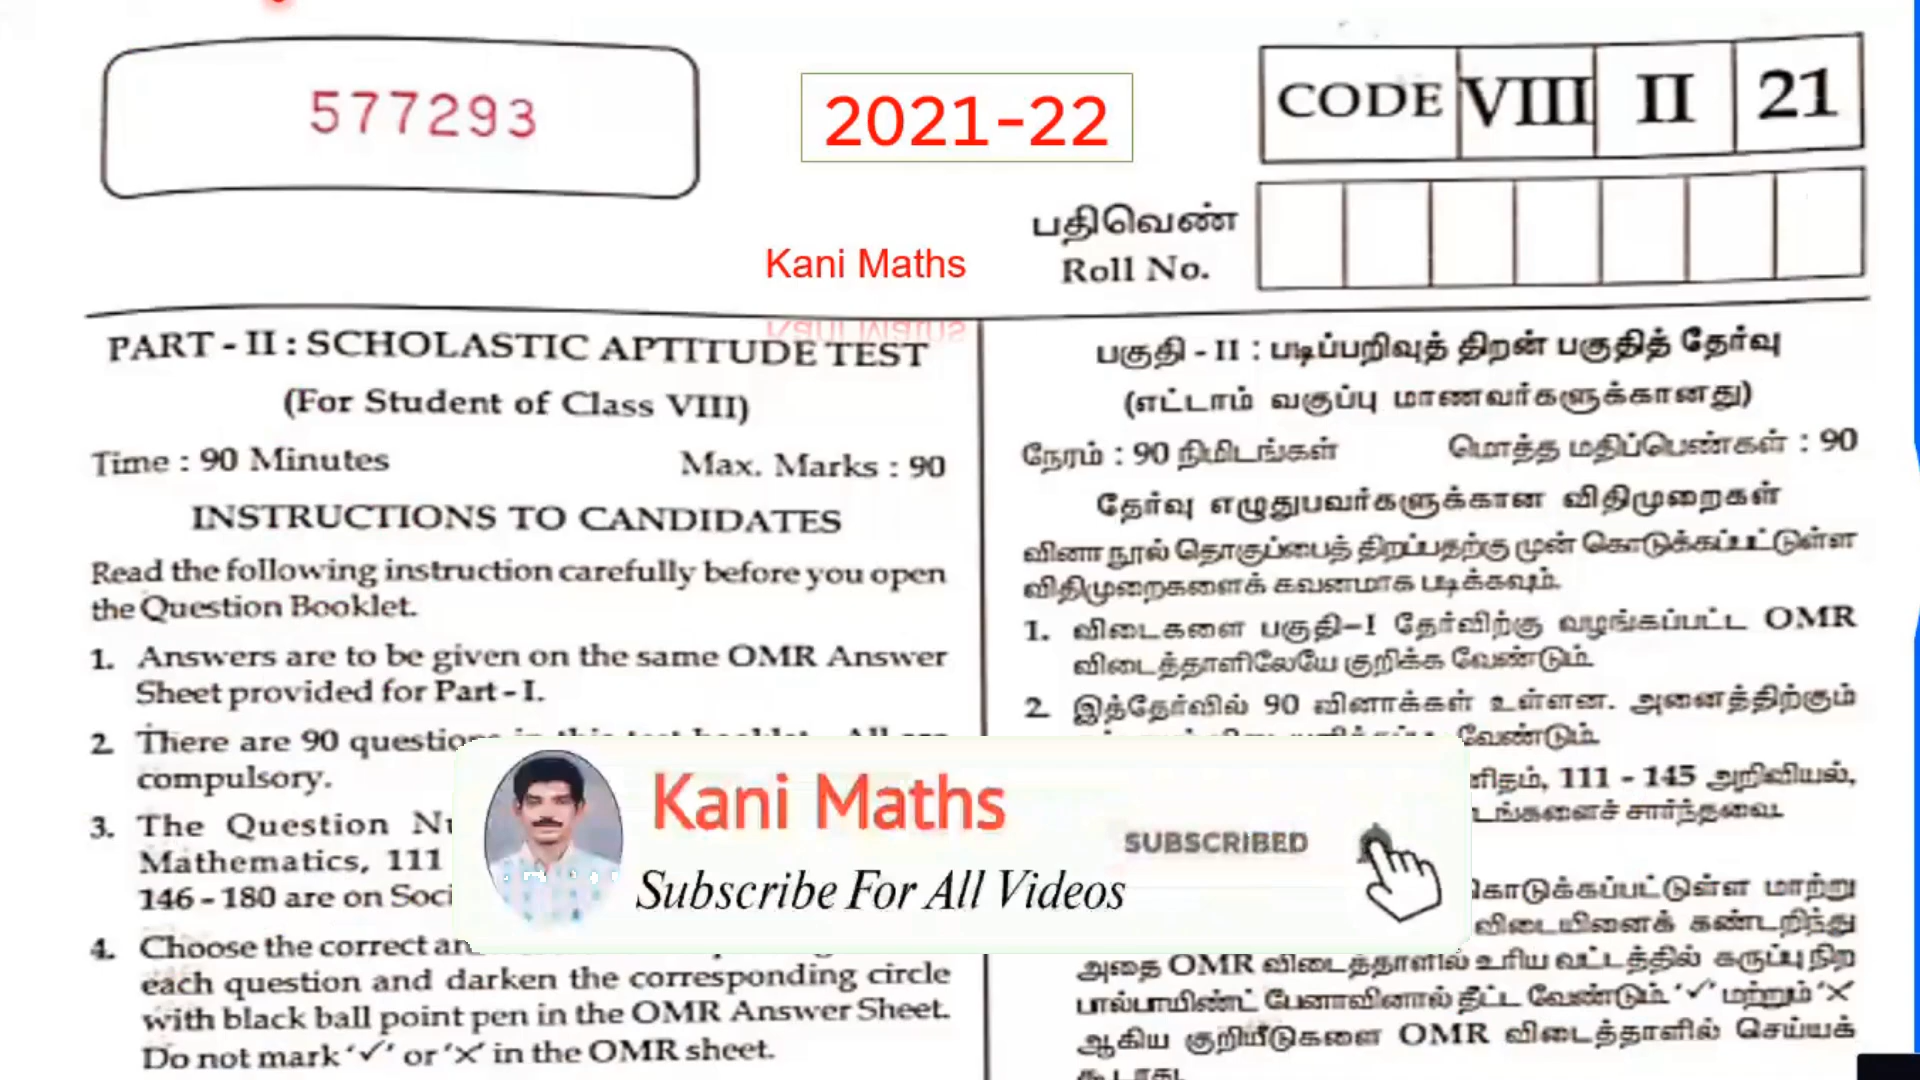 577293
2021-22
CODE VIII II 21
பதிவெண்
Roll No.
Kani Maths
PART - II : SCHOLASTIC APTITUDE TEST
(For Student of Class VIII)
Time : 90 Minutes Max. Marks : 90
INSTRUCTIONS TO CANDIDATES
Read the following instruction carefully before you open
the Question Booklet.
1. Answers are to be given on the same OMR Answer
Sheet provided for Part - I.
2. There are 90
compulsory.
3. The Question
Mathematics, 111
146 - 180 are on
4. Choose the correct
each question and darken the corresponding circle
with black ball point pen in the OMR Answer Sheet.
Do not mark '✓' or '×' in the OMR sheet.
பகுதி - II : படிப்பறிவுத் திறன் பகுதித் தேர்வு
(எட்டாம் வகுப்பு மாணவர்களுக்கானது)
நேரம் : 90 நிமிடங்கள் மொத்த மதிப்பெண்கள் : 90
தேர்வு எழுதுபவர்களுக்கான விதிமுறைகள்
வினா நூல் தொகுப்பைத் திறப்பதற்கு முன் கொடுக்கப்பட்டுள்ள
விதிமுறைகளைக் கவனமாக படிக்கவும்.
1. விடைகளை பகுதி–I தேர்விற்கு வழங்கப்பட்ட OMR
விடைத்தாளிலேயே குறிக்க வேண்டும்.
2. இத்தேர்வில் 90 வினாக்கள் உள்ளன. அனைத்திற்கும்
வேண்டும்.
111 - 145 அறிவியல்,
சார்ந்தவை.
கொடுக்கப்பட்டுள்ள மாற்று
விடையினைக் கண்டறிந்து
அதை OMR விடைத்தாளில் உரிய வட்டத்தில் கருப்பு நிற
பால்பாயிண்ட் பேனாவினால் தீட்ட வேண்டும். '✓' மற்றும் '×'
ஆகிய குறியீடுகளை OMR விடைத்தாளில் செய்யக்
Kani Maths
Subscribe For All Videos
SUBSCRIBED